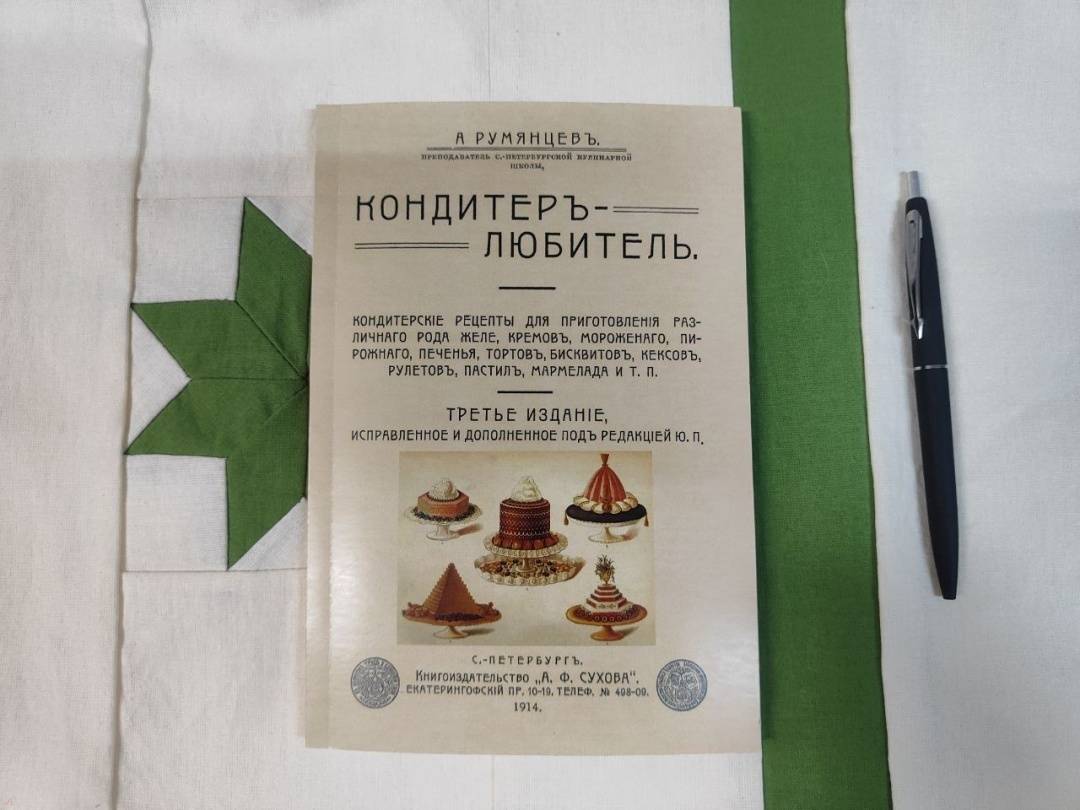 А РУМЯНЦЕВЪ.
ПРЕПОДАВАТЕЛЬ С.-ПЕТЕРБУРГСКОЙ КУЛИНАРНОЙ
ШКОЛЫ,
КОНДИТЕРЪ-
ЛЮБИТЕЛЬ.
КОНДИТЕРСКІЕ РЕЦЕПТЫ ДЛЯ ПРИГОТОВЛЕНІЯ РАЗ-
ЛИЧНАГО РОДА ЖЕЛЕ, КРЕМОВЪ, МОРОЖЕНАГО, ПИ-
РОЖНАГО, ПЕЧЕНЬЯ, ТОРТОВЪ, БИСКВИТОВЪ, КЕКСОВЪ,
РУЛЕТОВЪ, ПАСТИЛЪ, МАРМЕЛАДА И Т. П.
ТРЕТЬЕ ИЗДАНІЕ,
ИСПРАВЛЕННОЕ И ДОПОЛНЕННОЕ ПОДЪ РЕДАКЦІЕЙ Ю. П.
С.-ПЕТЕРБУРГЪ.
Книгоиздательство „А. Ф. СУХОВА".
ЕКАТЕРИНГОФСКІЙ ПР. 10-19. ТЕЛЕФ. № 498-09.
1914.